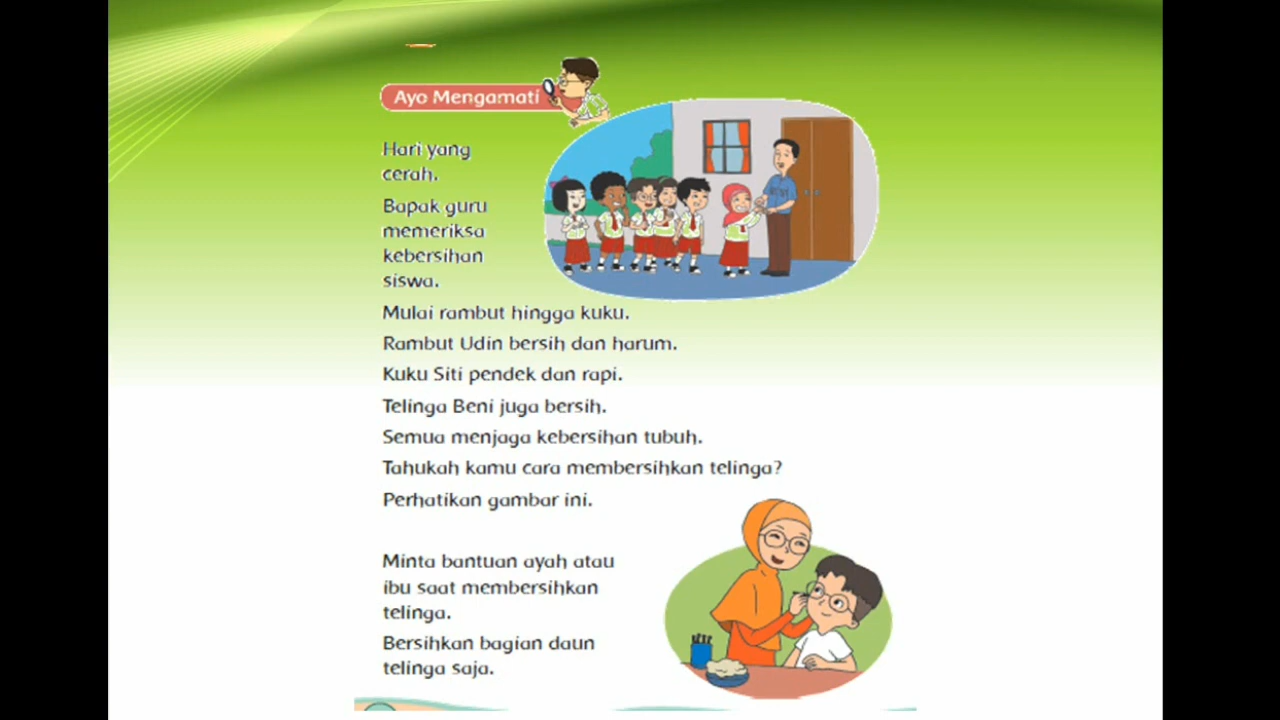 Ayo Mengamati
Hari yang
cerah.
Bapak guru
memeriksa
kebersihan
siswa.
Mulai rambut hingga kuku.
Rambut Udin bersih dan harum.
Kuku Siti pendek dan rapi.
Telinga Beni juga bersih.
Semua menjaga kebersihan tubuh.
Tahukah kamu cara membersihkan telinga?
Perhatikan gambar ini.
Minta bantuan ayah atau
ibu saat membersihkan
telinga.
Bersihkan bagian daun
telinga saja.